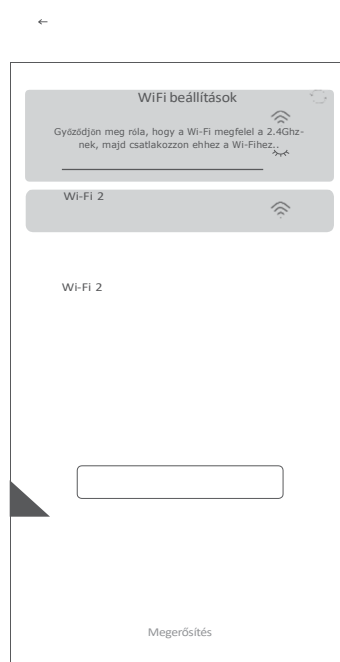 WiFi beállítások
Győződjön meg róla, hogy a Wi-Fi megfelel a 2.4Ghz-
nek, majd csatlakozzon ehhez a Wi-Fihez..
Wi-Fi 2
Wi-Fi 2
Megerősítés